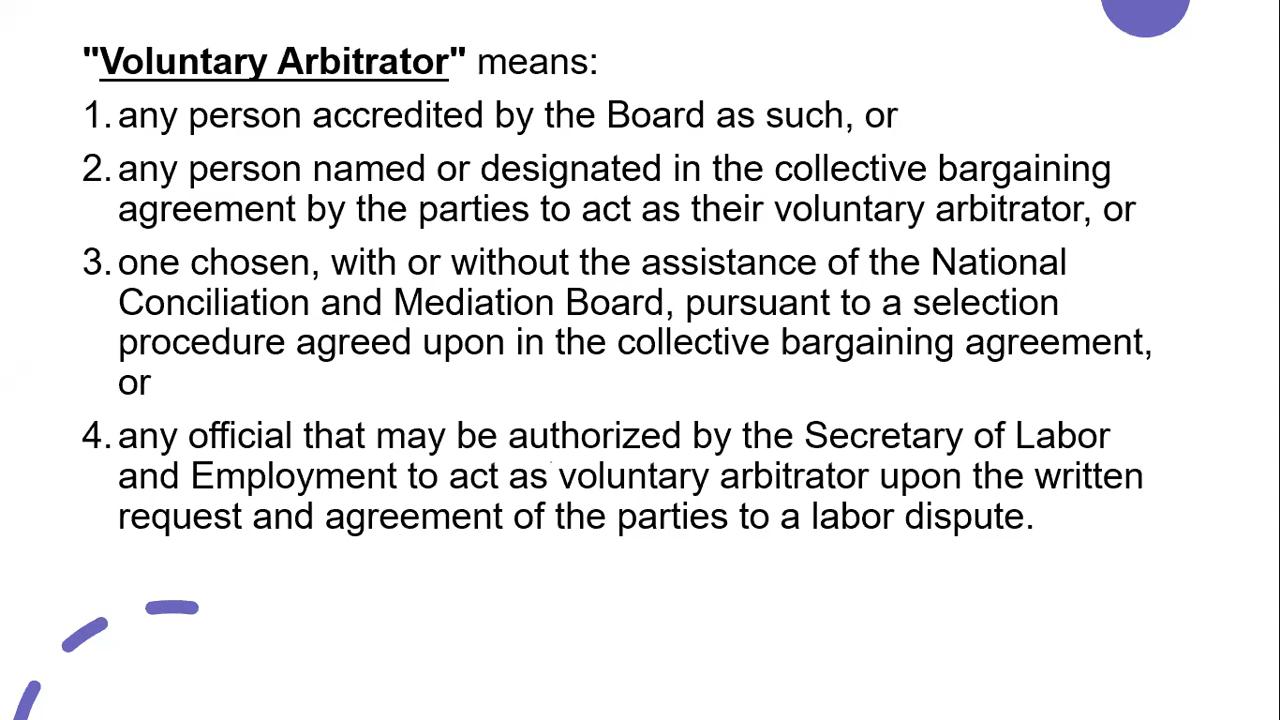 "Voluntary Arbitrator" means:
1. any person accredited by the Board as such, or
2. any person named or designated in the collective bargaining
agreement by the parties to act as their voluntary arbitrator, or
3. one chosen, with or without the assistance of the National
Conciliation and Mediation Board, pursuant to a selection
procedure agreed upon in the collective bargaining agreement,
or
4. any official that may be authorized by the Secretary of Labor
and Employment to act as voluntary arbitrator upon the written
request and agreement of the parties to a labor dispute.